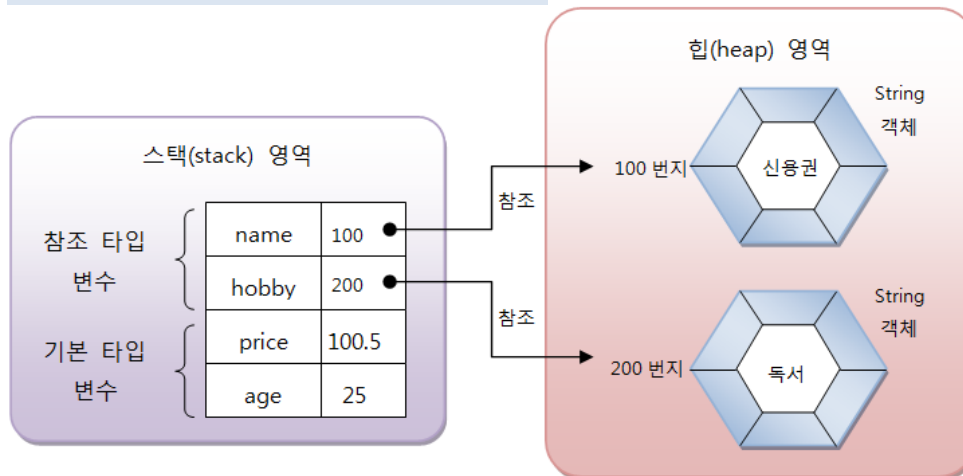 스택(stack) 영역
참조 타입
변수
기본 타입
변수
name 100
hobby 200
price 100.5
age 25
참조
참조
힙(heap) 영역
100 번지
신용권
String
객체
200 번지
독서
String
객체